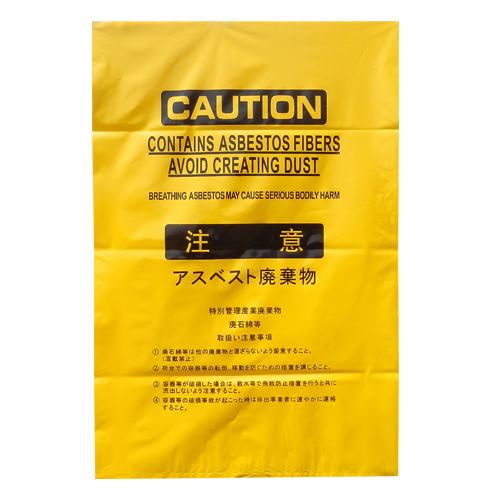 CAUTION
CONTAINS ASBESTOS FIBERS
AVOID CREATING DUST
BREATHING ASBESTOS MAY CAUSE SERIOUS BODILY HARM
注 意
アスベスト廃棄物
特別管理産業廃棄物
廃石綿等
取扱い注意事項
① 廃石綿等は他の廃棄物と混ざらないよう留意すること。
(混載禁止)
② 荷台での容器等の転倒、移動を防ぐための措置を講じること。
③ 容器等が破損した場合は、散水等で飛散防止措置を行うと共に
流出しないよう注意すること。
④ 容器等の破損事故が起こった時は排出事業者に速やかに連絡
すること。